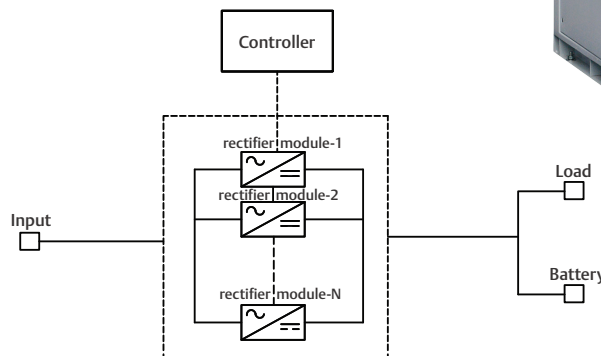 Controller
rectifier module-1
rectifier module-2
Input
rectifier module-N
Load
Battery